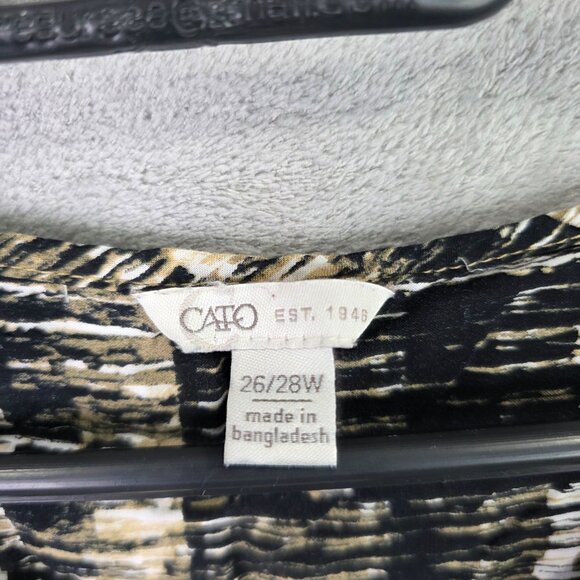 CATO EST. 1946
26/28W
made in
bangladesh